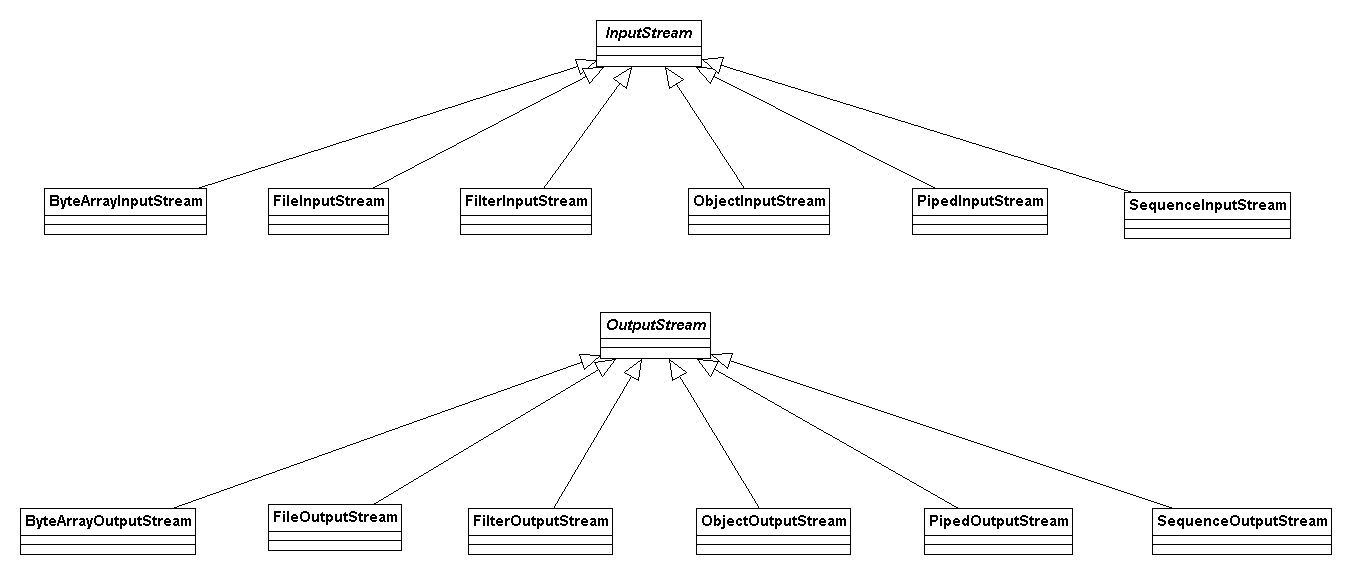 InputStream
ByteArrayInputStream
FileInputStream
FilterInputStream
ObjectInputStream
PipedInputStream
SequenceInputStream
OutputStream
ByteArrayOutputStream
FileOutputStream
FilterOutputStream
ObjectOutputStream
PipedOutputStream
SequenceOutputStream